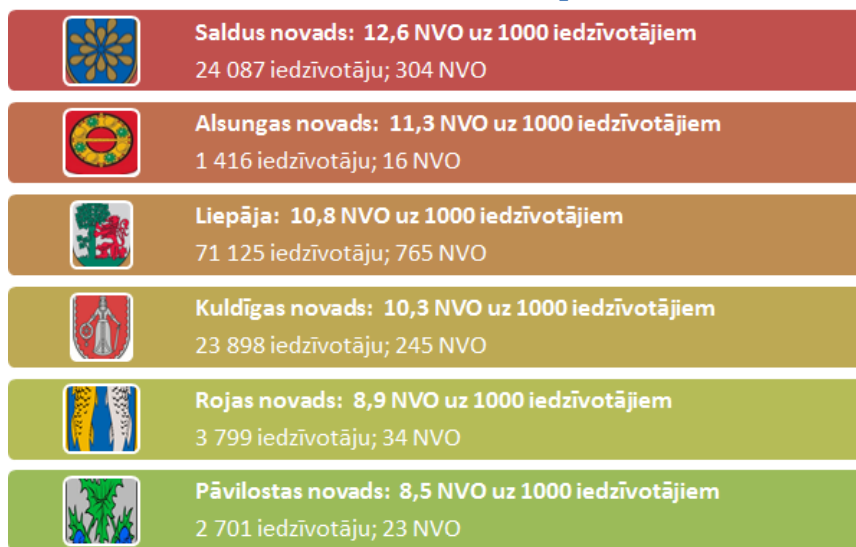 Saldus novads: 12,6 NVO uz 1000 iedzīvotājiem
24 087 iedzīvotāju; 304 NVO
Alsungas novads: 11,3 NVO uz 1000 iedzīvotājiem
1 416 iedzīvotāju; 16 NVO
Liepāja: 10,8 NVO uz 1000 iedzīvotājiem
71 125 iedzīvotāju; 765 NVO
Kuldīgas novads: 10,3 NVO uz 1000 iedzīvotājiem
23 898 iedzīvotāju; 245 NVO
Rojas novads: 8,9 NVO uz 1000 iedzīvotājiem
3 799 iedzīvotāju; 34 NVO
Pāvilostas novads: 8,5 NVO uz 1000 iedzīvotājiem
2 701 iedzīvotāju; 23 NVO